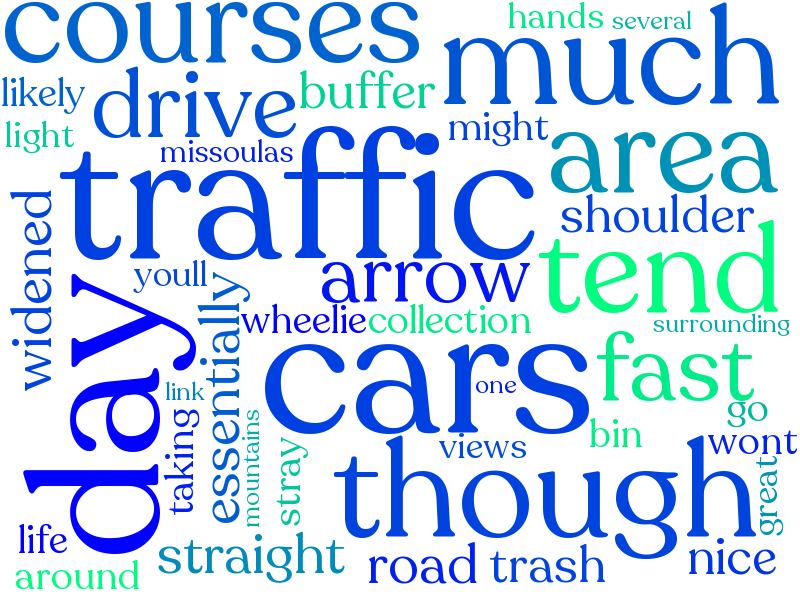 courses
hands
several
much
likely
drive
buffer
light
missoulas
might
traffic
area
widened
shoulder
youll
arrow
tend
day
essentially
wheelie
collection
surrounding
cars
fast
link
one
taking
mountains
stray
views
bin
go
wont
though
great
life
straight
road
trash
nice
around